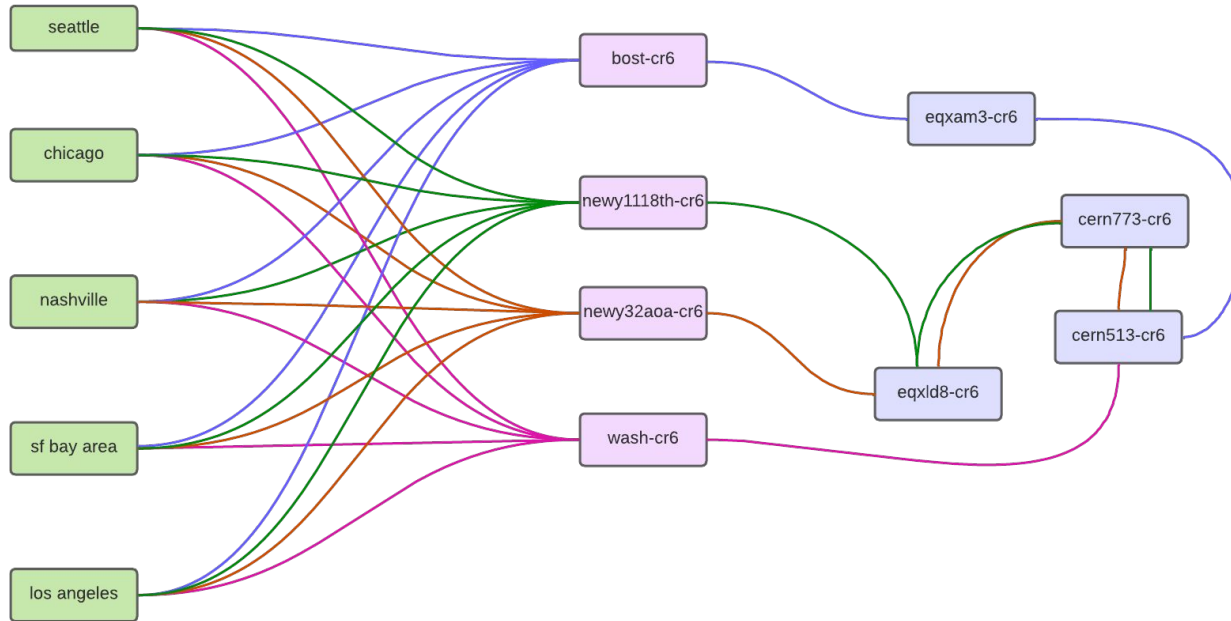 seattle
chicago
nashville
sf bay area
los angeles
bost-cr6
newy1118th-cr6
newy32aoa-cr6
wash-cr6
eqxam3-cr6
eqxld8-cr6
cern773-cr6
cern513-cr6